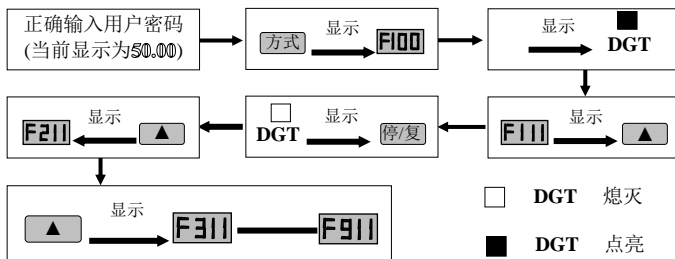 正确输入用户密码
(当前显示为50.00)
方式 显示 F100
显示 DGT
F211 显示 ▲
DGT 显示 停/复
F111 显示 ▲
▲ 显示 F311 F911
DGT 熄灭
DGT 点亮